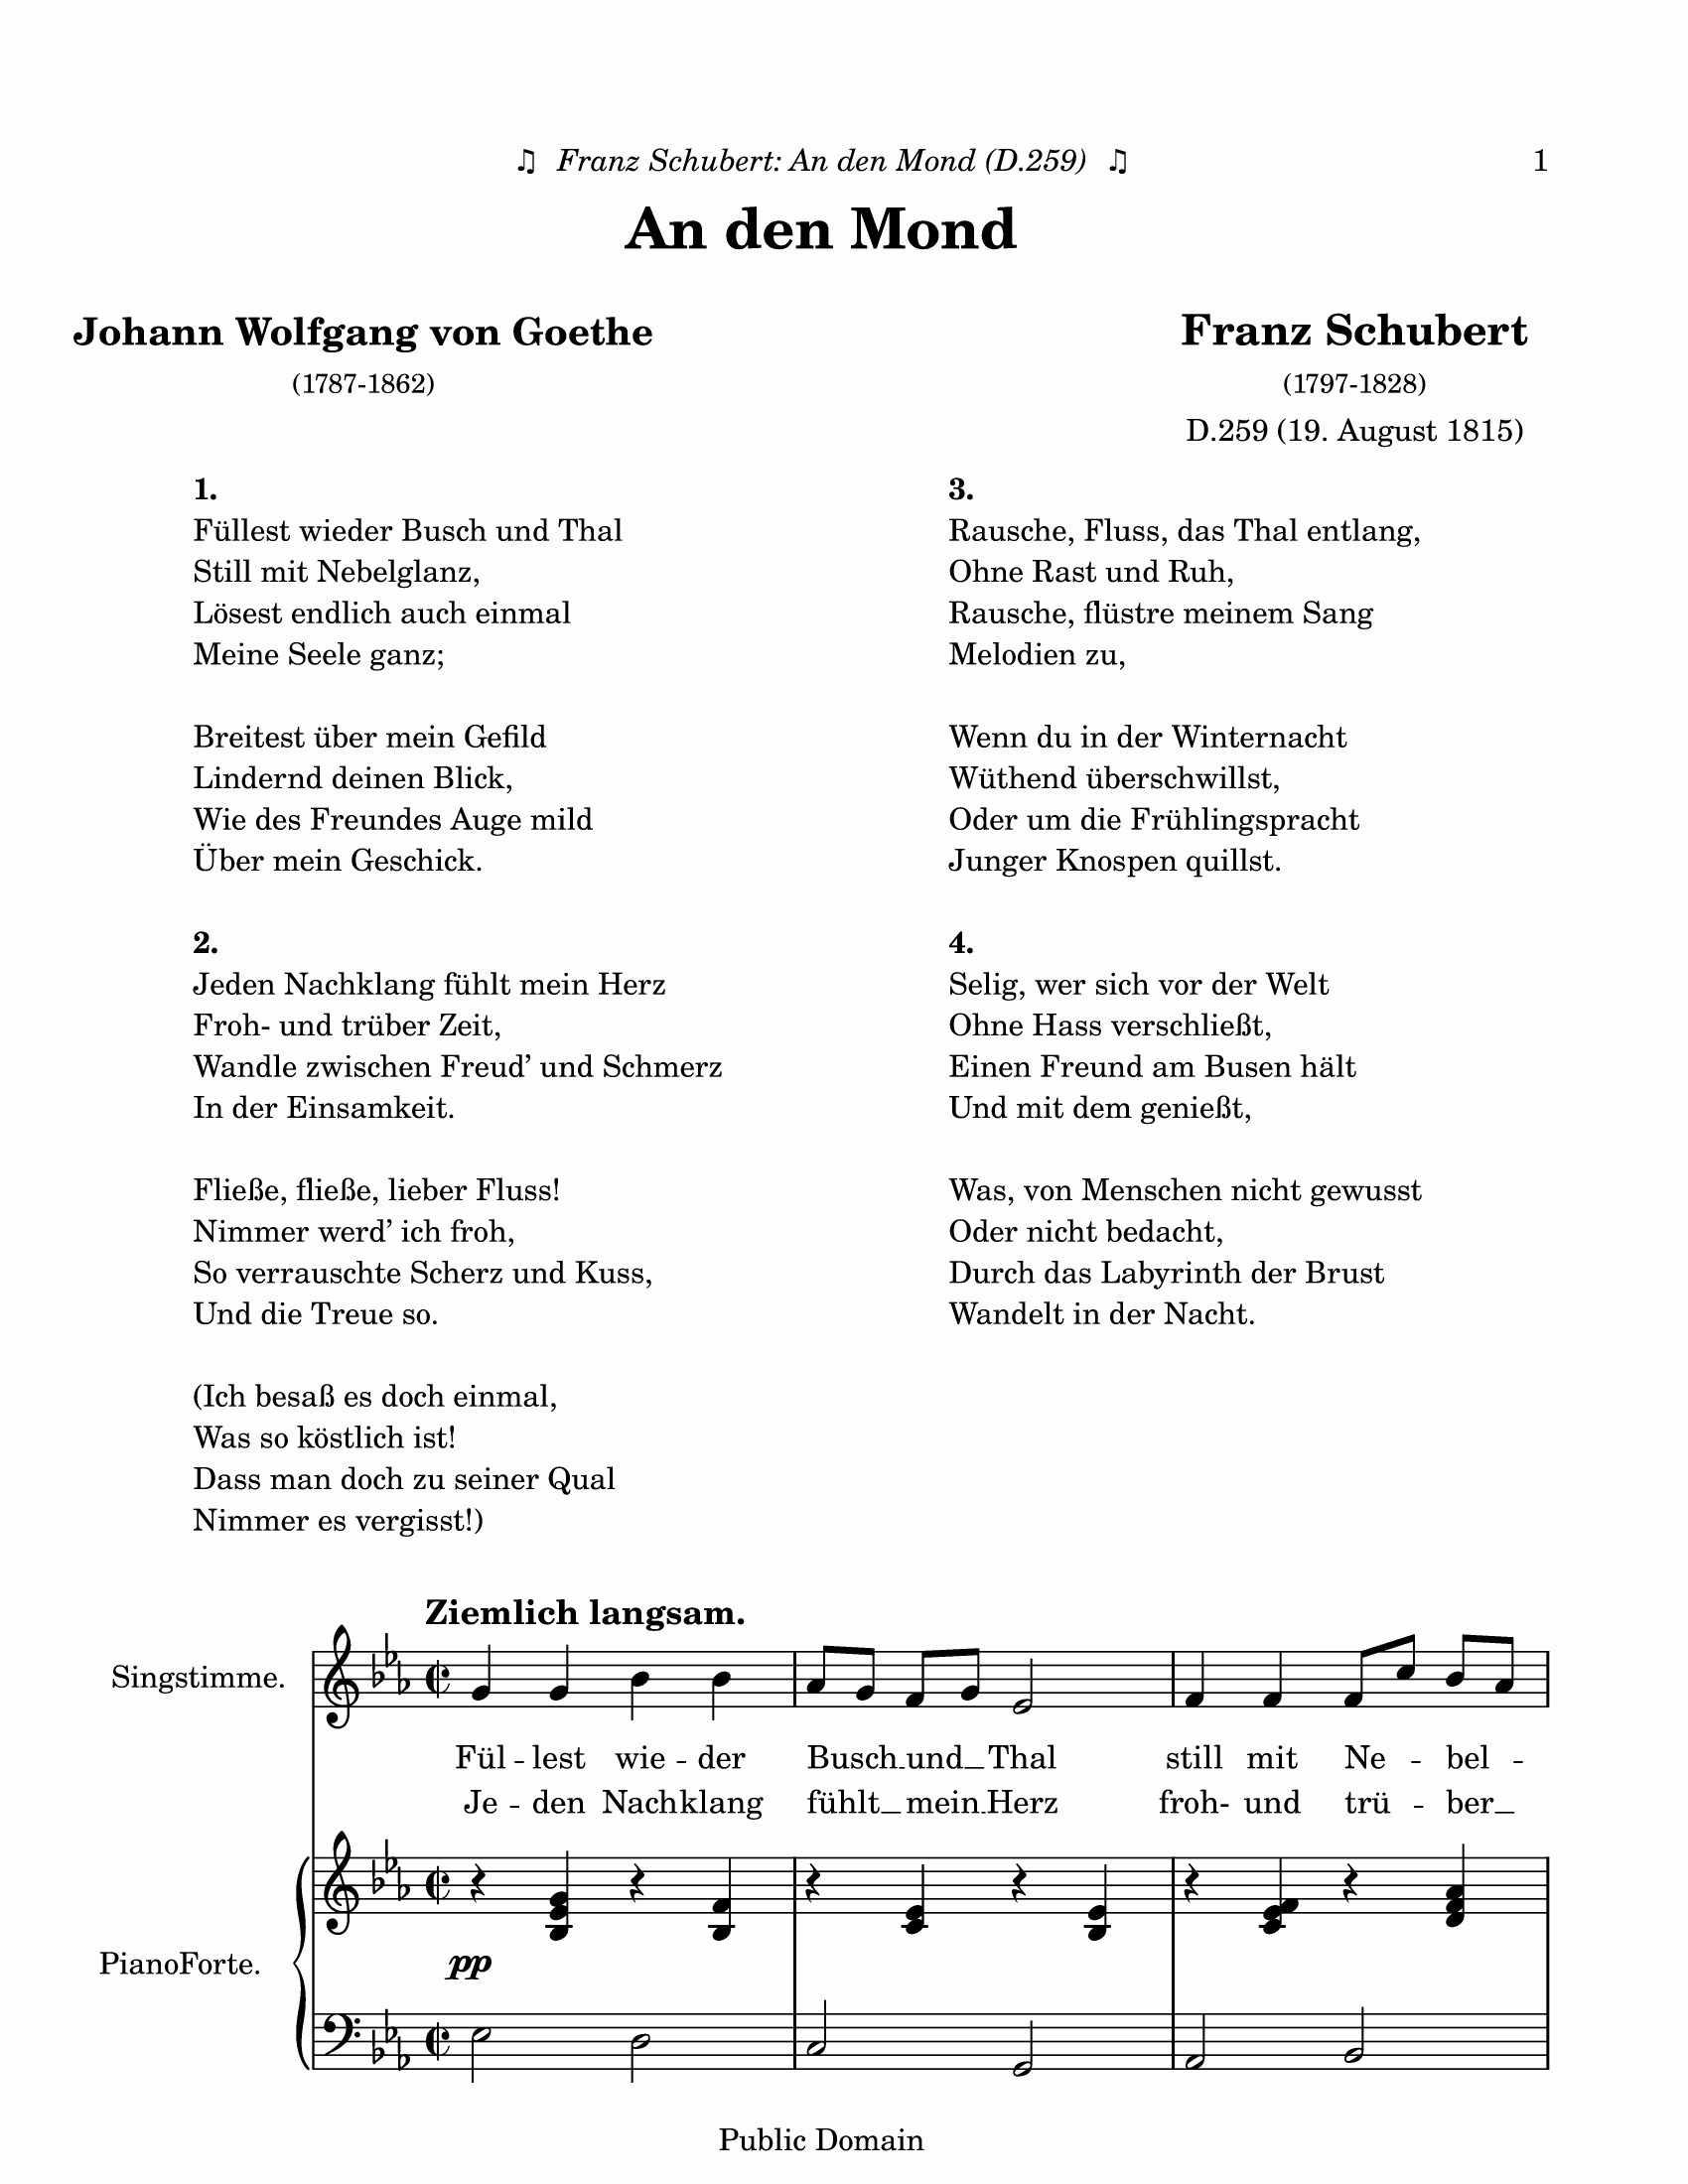 ♫ Franz Schubert: An den Mond (D.259) ♫ 1
An den Mond
Johann Wolfgang von Goethe
(1787-1862)
Franz Schubert
(1797-1828)
D.259 (19. August 1815)
1.
Füllest wieder Busch und Thal
Still mit Nebelglanz,
Lösest endlich auch einmal
Meine Seele ganz;
Breitest über mein Gefild
Lindernd deinen Blick,
Wie des Freundes Auge mild
Über mein Geschick.
2.
Jeden Nachklang fühlt mein Herz
Froh- und trüber Zeit,
Wandle zwischen Freud’ und Schmerz
In der Einsamkeit.
Fließe, fließe, lieber Fluss!
Nimmer werd’ ich froh,
So verrauschte Scherz und Kuss,
Und die Treue so.
(Ich besaß es doch einmal,
Was so köstlich ist!
Dass man doch zu seiner Qual
Nimmer es vergisst!)
3.
Rausche, Fluss, das Thal entlang,
Ohne Rast und Ruh,
Rausche, flüstre meinem Sang
Melodien zu,
Wenn du in der Winternacht
Wüthend überschwillst,
Oder um die Frühlingspracht
Junger Knospen quillst.
4.
Selig, wer sich vor der Welt
Ohne Hass verschließt,
Einen Freund am Busen hält
Und mit dem genießt,
Was, von Menschen nicht gewusst
Oder nicht bedacht,
Durch das Labyrinth der Brust
Wandelt in der Nacht.
Ziemlich langsam.
Singstimme.
Fül - lest wie - der Busch und Thal still mit Ne - bel -
Je - den Nachklang fühlt mein Herz froh- und trü - ber
PianoForte.
pp
Public Domain